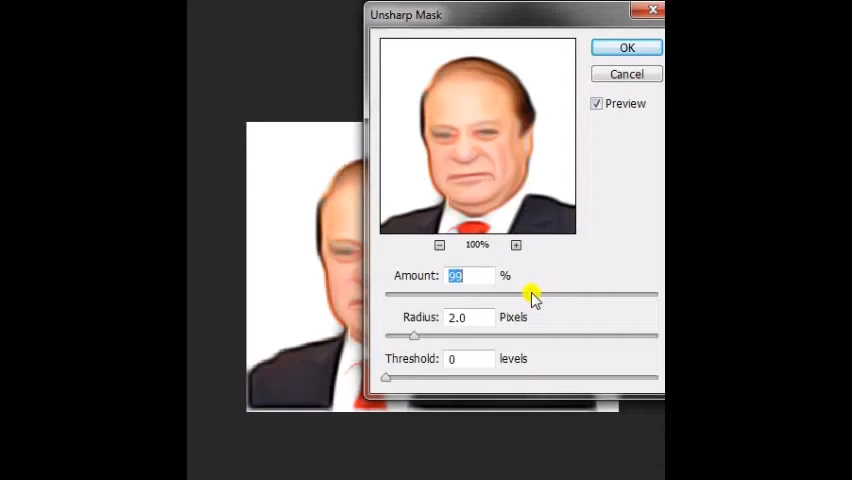 Unsharp Mask
OK
Cancel
Preview
100%
Amount: 99 %
Radius: 2.0 Pixels
Threshold: 0 levels